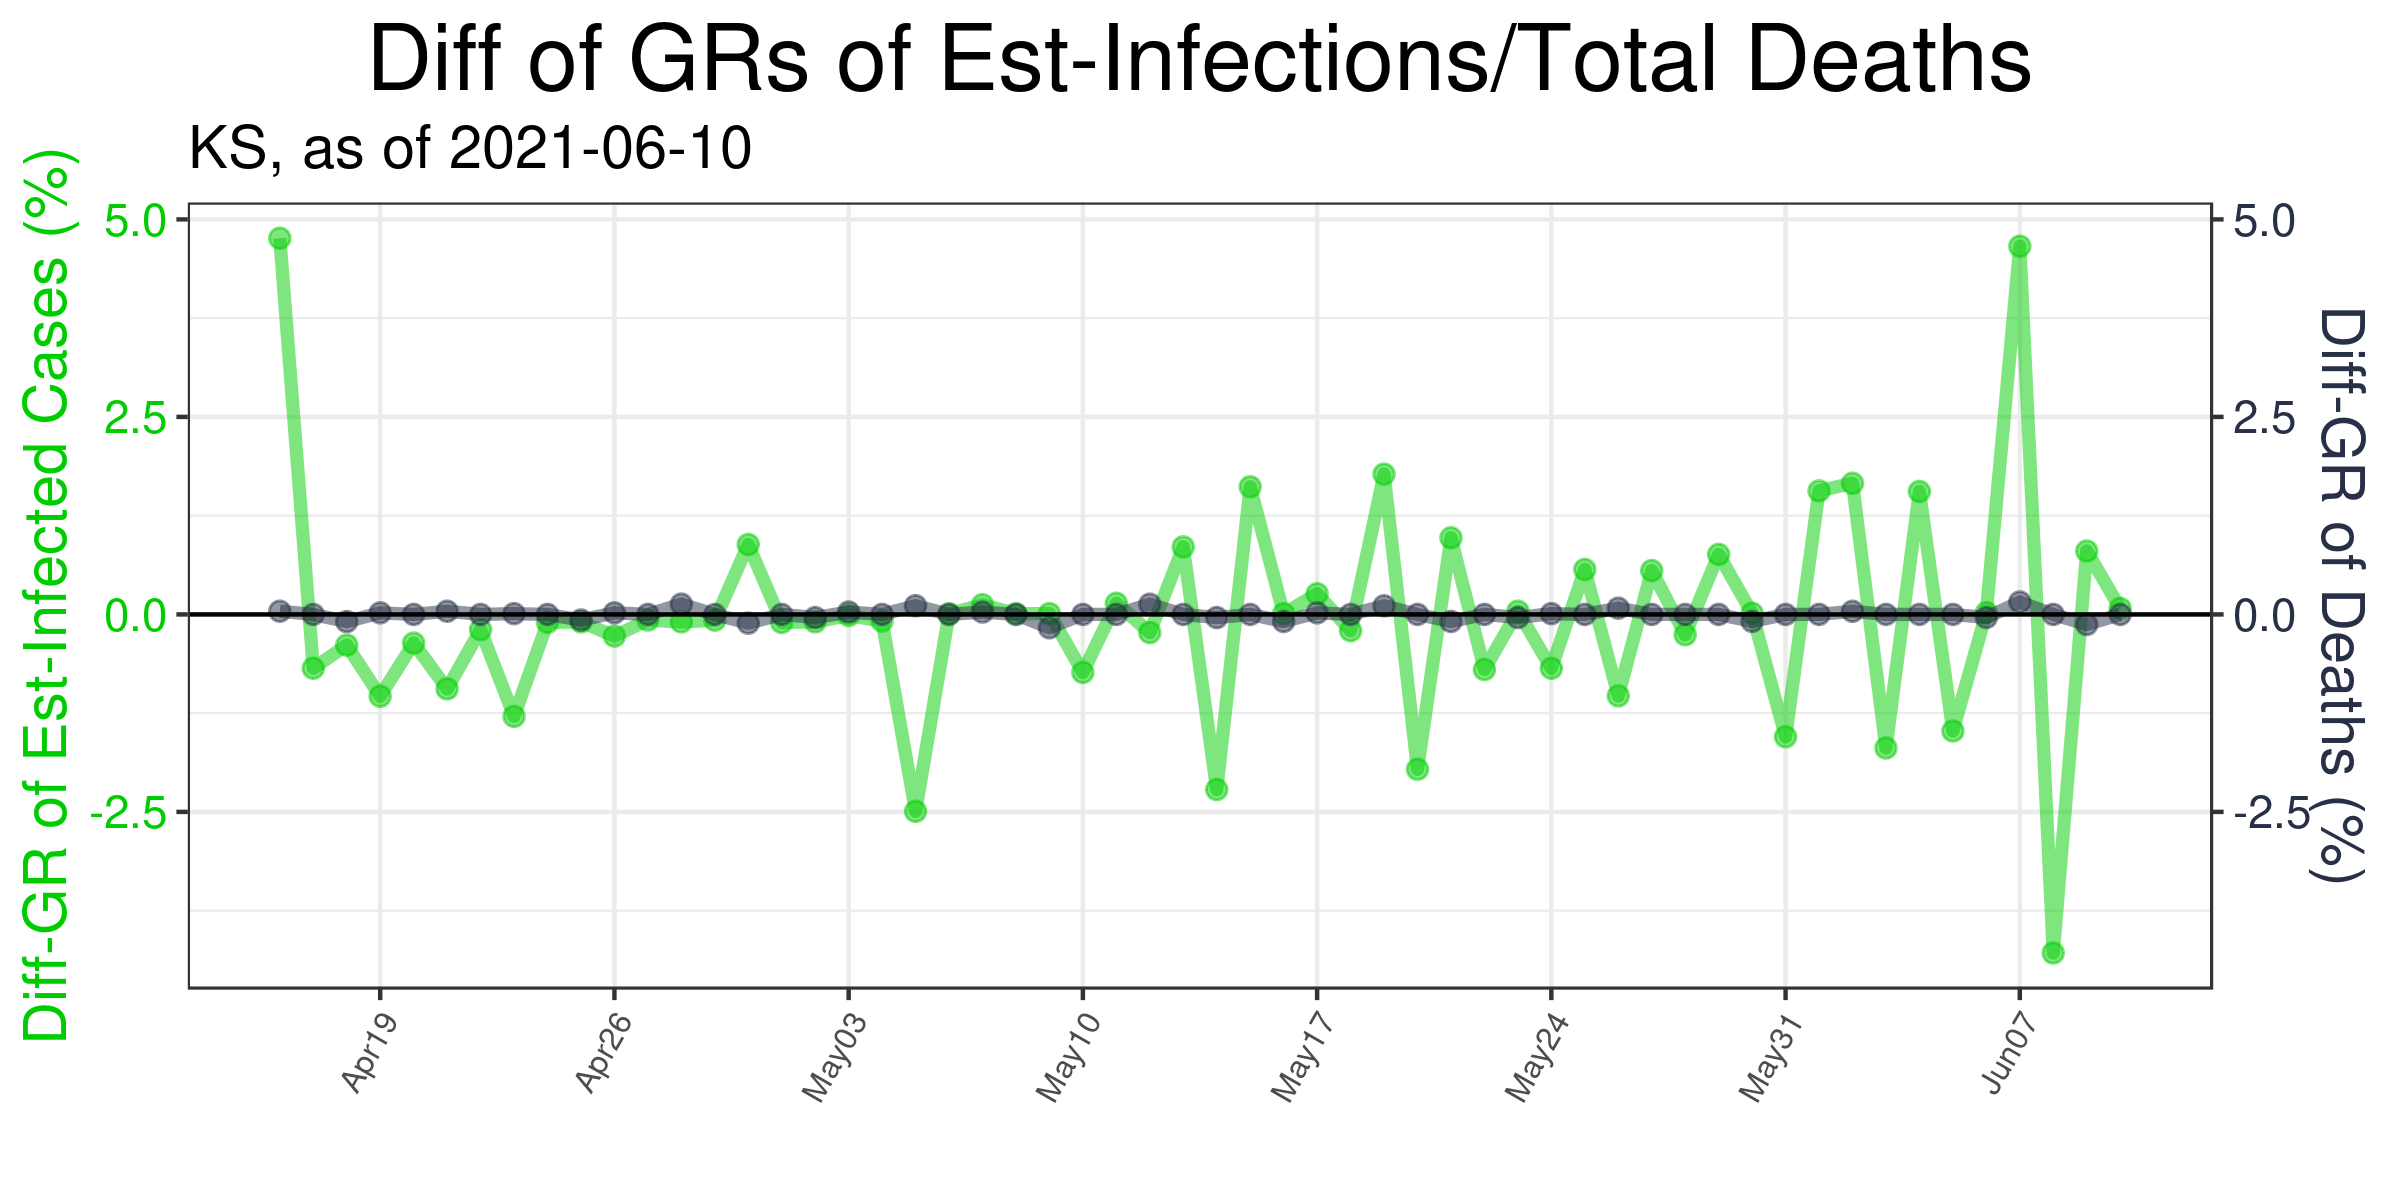 Diff of GRs of Est-Infections/Total Deaths
KS, as of 2021-06-10
Diff-GR of Est-Infected Cases (%)
5.0
2.5
0.0
-2.5
5.0
2.5
0.0
-2.5
Diff-GR of Deaths (%)
Apr19
Apr26
May03
May10
May17
May24
May31
Jun07